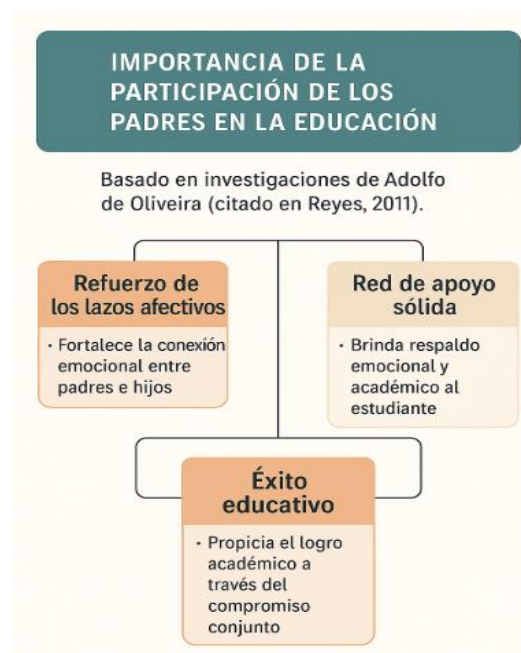 IMPORTANCIA DE LA
PARTICIPACIÓN DE LOS
PADRES EN LA EDUCACIÓN
Basado en investigaciones de Adolfo
de Oliveira (citado en Reyes, 2011).
Refuerzo de
los lazos afectivos
· Fortalece la conexión
emocional entre
padres e hijos
Red de apoyo
sólida
· Brinda respaldo
emocional y
académico al
estudiante
Éxito
educativo
· Propicia el logro
académico a
través del
compromiso
conjunto